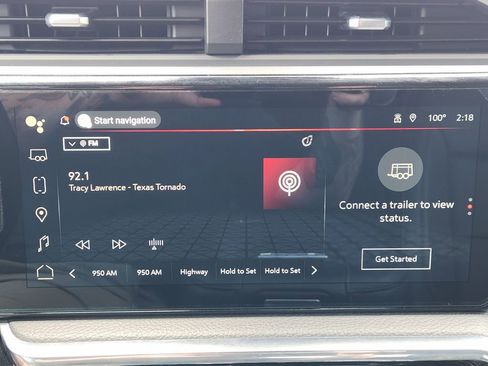 Start navigation
100° 2:18
FM
92.1
Tracy Lawrence - Texas Tornado
Connect a trailer to view
status.
Get Started
950 AM 950 AM Highway Hold to Set Hold to Set